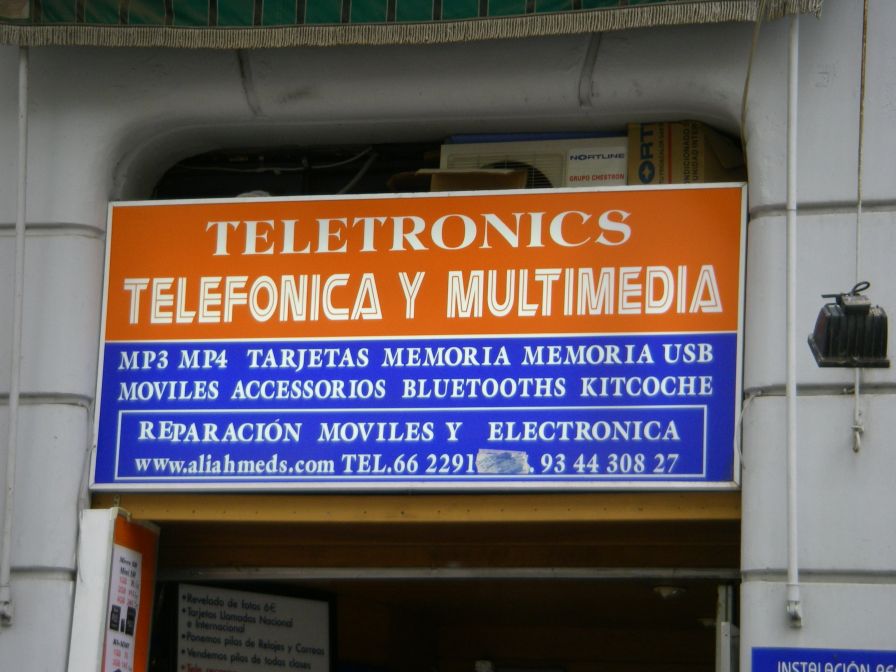 NORTLINE
GRUPO CHESTRON
TELETRONICS
TELEFONICA Y MULTIMEDIA
MP3 MP4 TARJETAS MEMORIA MEMORIA USB
MOVILES ACCESSORIOS BLUETOOTHS KITCOCHE
REPARACIÓN MOVILES Y ELECTRONICA
www.aliahmeds.com TEL.66 2291 . 93 44 308 27
•Revelado de fotos 6€
•Tarjetas Llamadas Nacional
e Internacional
•Ponemos pilas de Relojes y Correas
•Vendemos pilas de todas clases
INSTALACIÓN